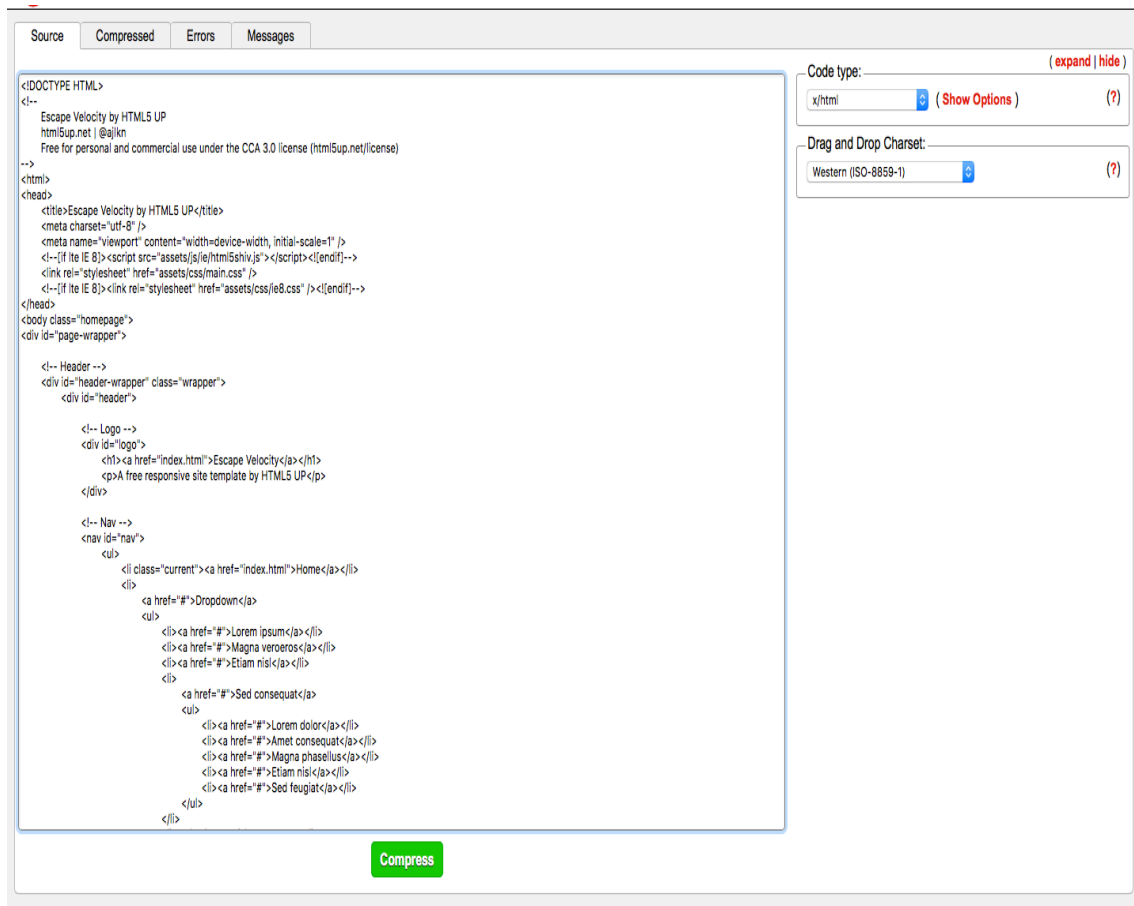 Source Compressed Errors Messages
( expand | hide )
<!DOCTYPE HTML>
<!--
Escape Velocity by HTML5 UP
html5up.net | @ajlkn
Free for personal and commercial use under the CCA 3.0 license (html5up.net/license)
-->
<html>
<head>
<title>Escape Velocity by HTML5 UP</title>
<meta charset="utf-8" />
<meta name="viewport" content="width=device-width, initial-scale=1" />
<!--[if lte IE 8]><script src="assets/js/ie/html5shiv.js"></script><![endif]-->
<link rel="stylesheet" href="assets/css/main.css" />
<!--[if lte IE 8]><link rel="stylesheet" href="assets/css/ie8.css" /><![endif]-->
</head>
<body class="homepage">
<div id="page-wrapper">
<!-- Header -->
<div id="header-wrapper" class="wrapper">
<div id="header">
<!-- Logo -->
<div id="logo">
<h1><a href="index.html">Escape Velocity</a></h1>
<p>A free responsive site template by HTML5 UP</p>
</div>
<!-- Nav -->
<nav id="nav">
<ul>
<li class="current"><a href="index.html">Home</a></li>
<li>
<a href="#">Dropdown</a>
<ul>
<li><a href="#">Lorem ipsum</a></li>
<li><a href="#">Magna veroeros</a></li>
<li><a href="#">Etiam nisl</a></li>
<li>
<a href="#">Sed consequat</a>
<ul>
<li><a href="#">Lorem dolor</a></li>
<li><a href="#">Amet consequat</a></li>
<li><a href="#">Magna phasellus</a></li>
<li><a href="#">Etiam nisl</a></li>
<li><a href="#">Sed feugiat</a></li>
</ul>
</li>
Code type:
x/html ( Show Options ) (?)
Drag and Drop Charset:
Western (ISO-8859-1) (?)
Compress